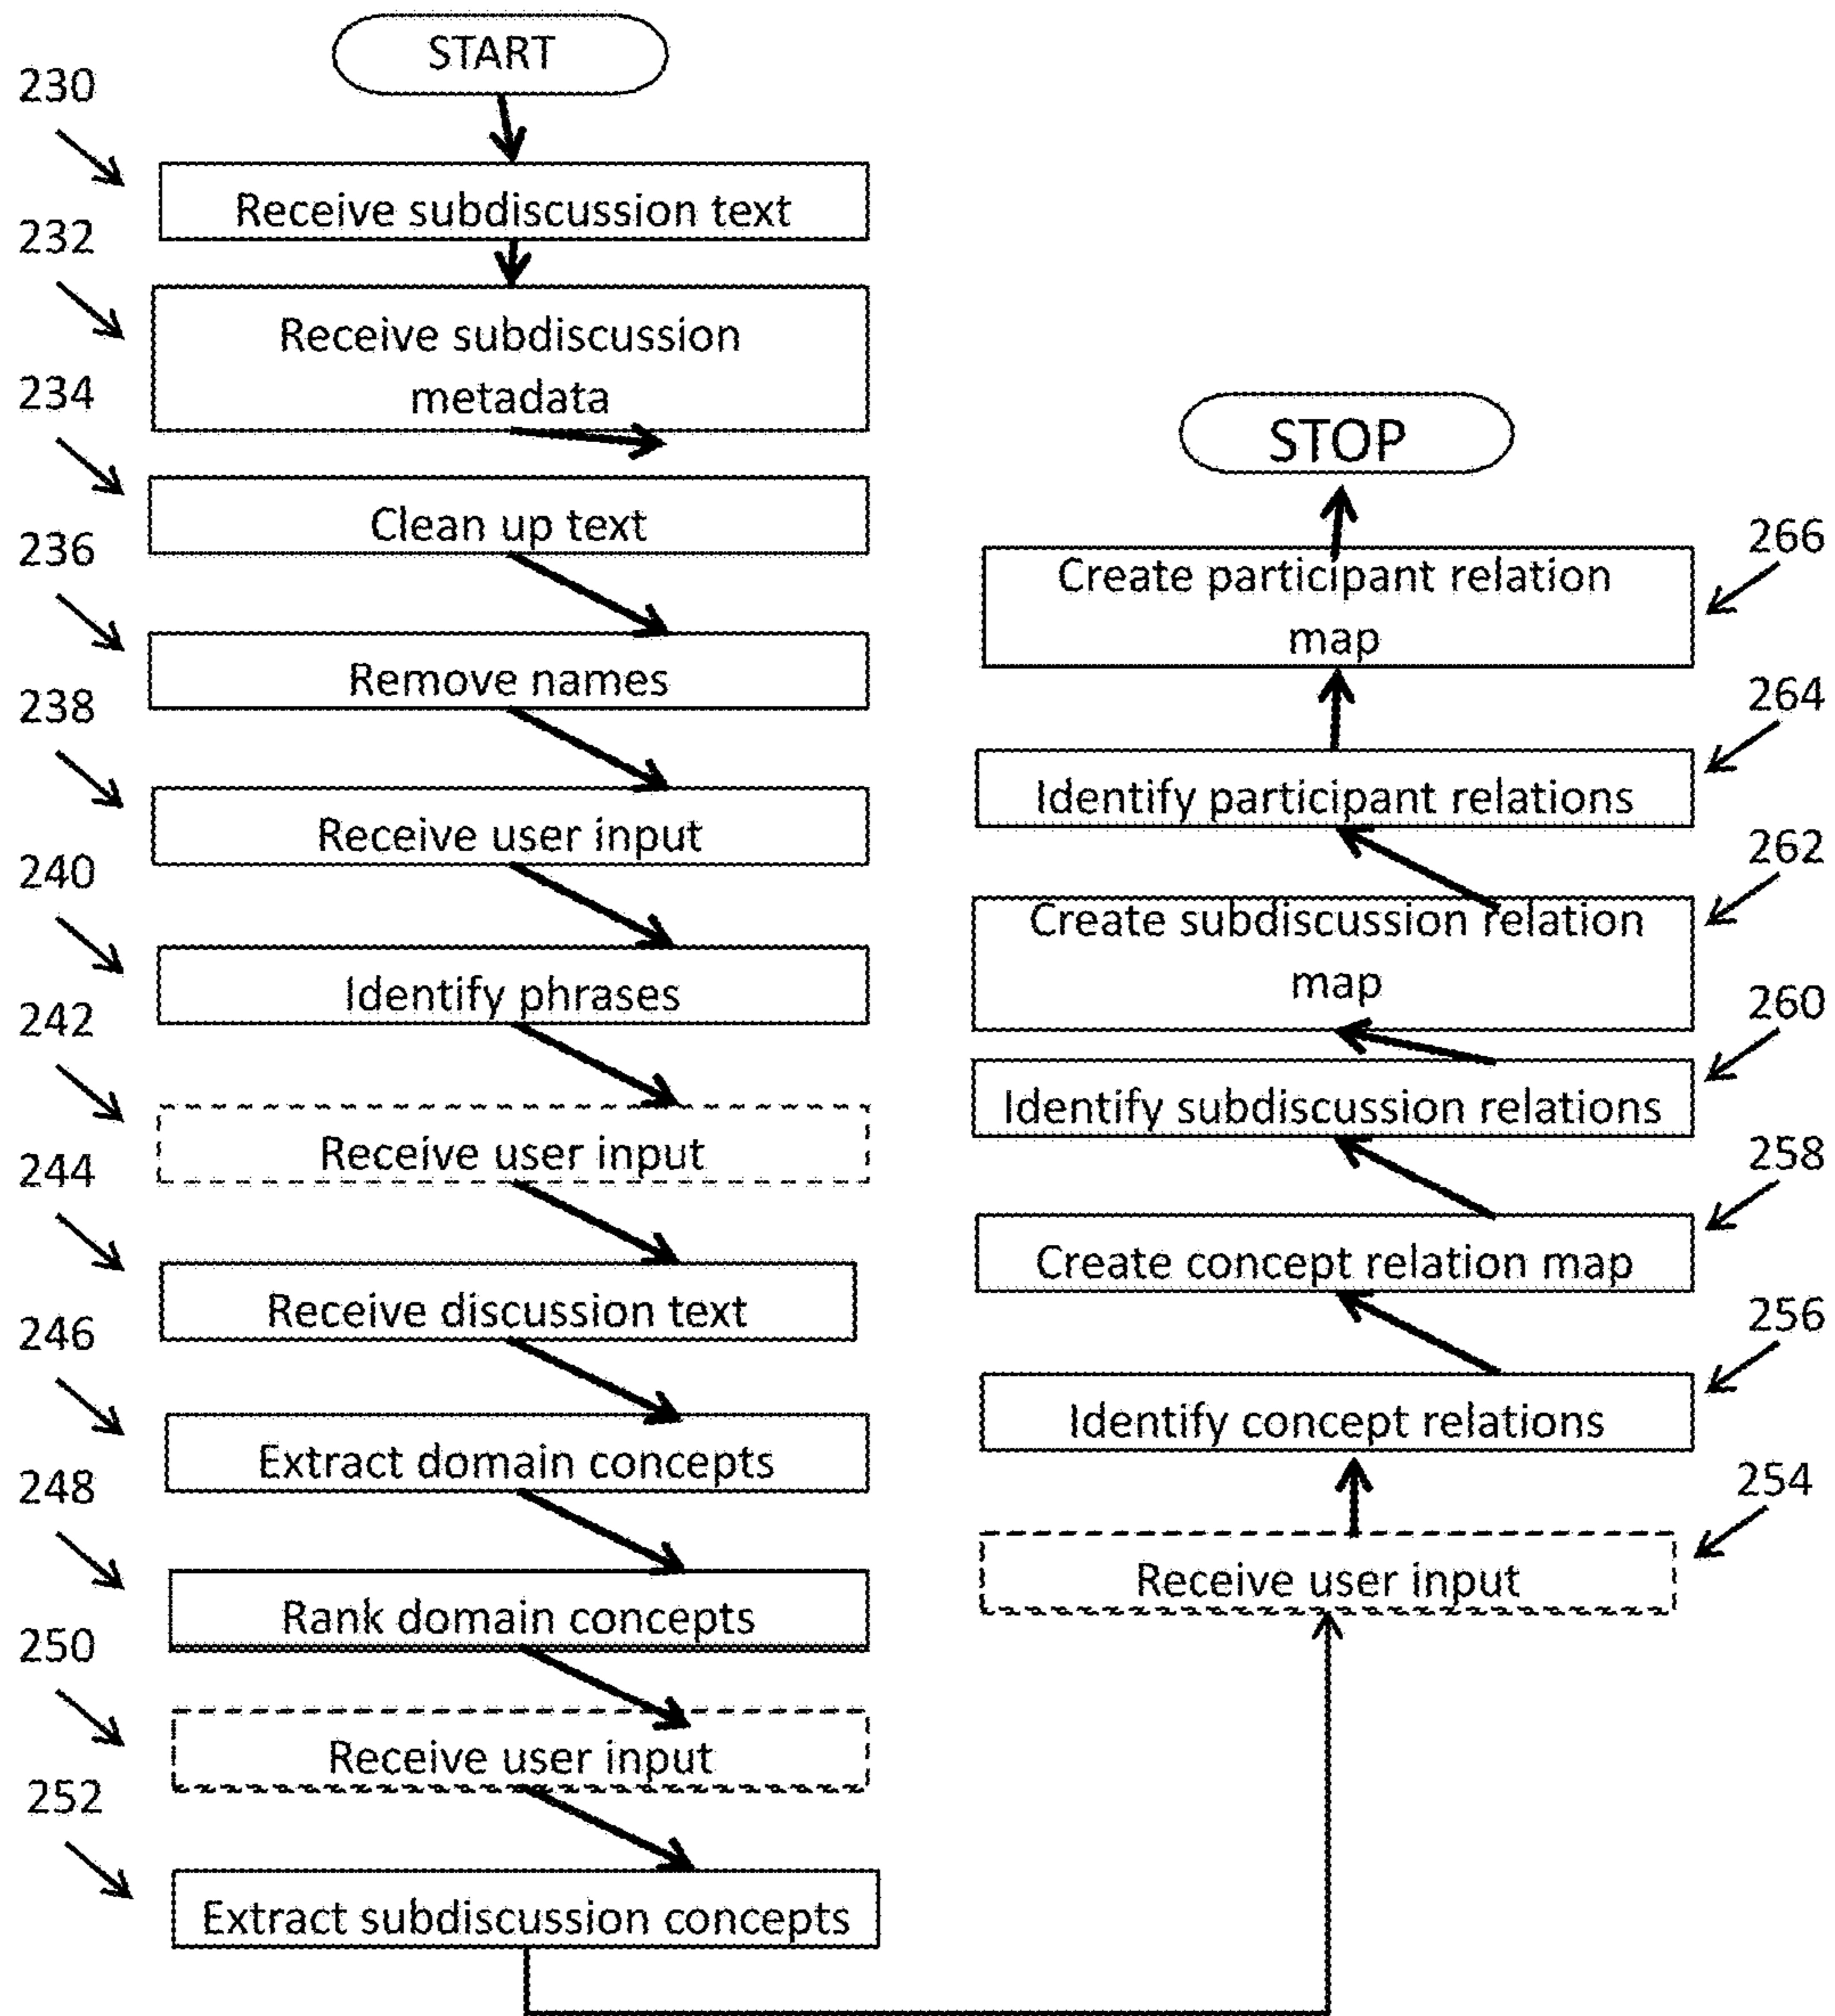 START
230
Receive subdiscussion text
232
Receive subdiscussion
metadata
234
Clean up text
236
Remove names
238
Receive user input
240
Identify phrases
242
Receive user input
244
Receive discussion text
246
Extract domain concepts
248
Rank domain concepts
250
Receive user input
252
Extract subdiscussion concepts
STOP
266
Create participant relation
map
264
Identify participant relations
262
Create subdiscussion relation
map
260
Identify subdiscussion relations
258
Create concept relation map
256
Identify concept relations
254
Receive user input